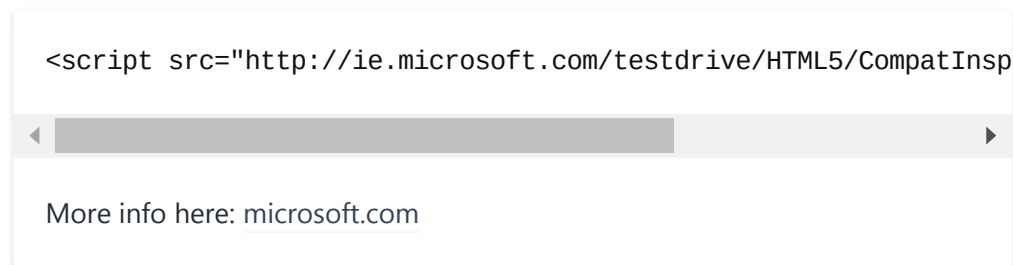 <script src="http://ie.microsoft.com/testdrive/HTML5/CompatInsp
More info here: microsoft.com